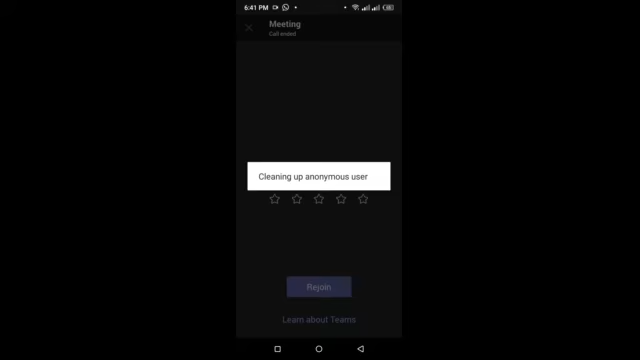 6:41 PM
Meeting
Call ended
Cleaning up anonymous user
Rejoin
Learn about Teams